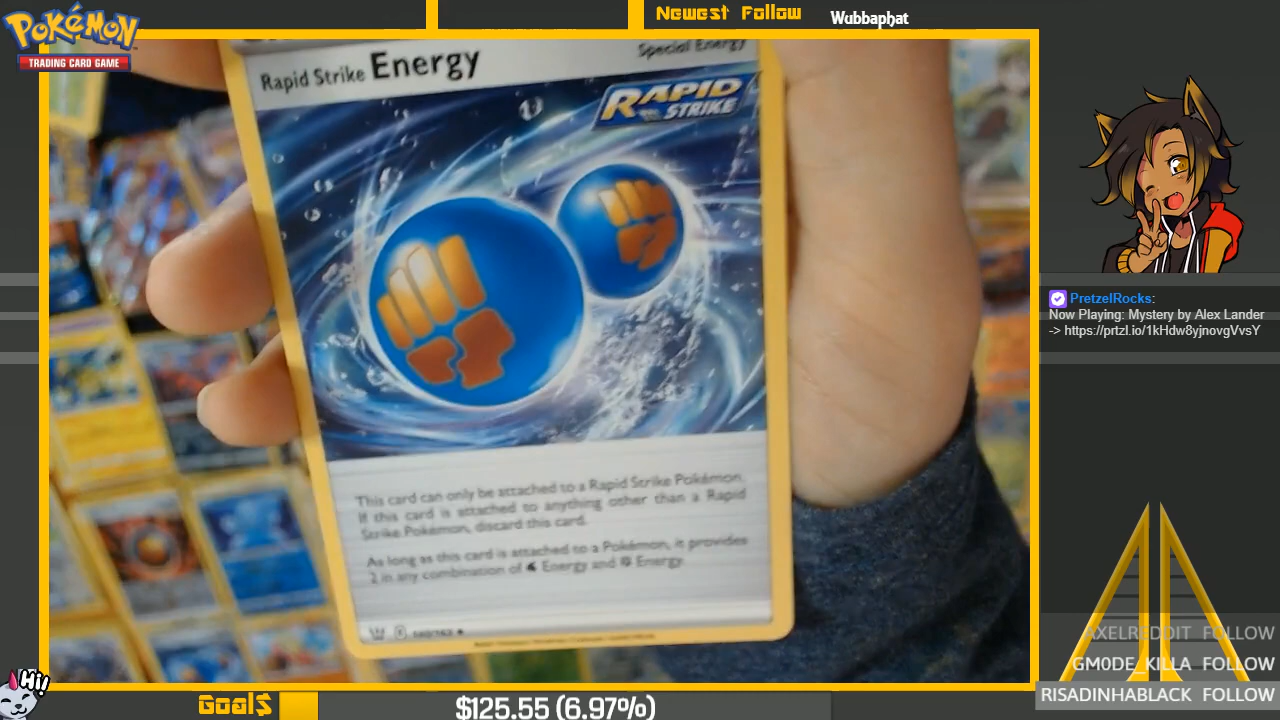 Newest Follow
Wubbaphat
POKéMON
TRADING CARD GAME
Rapid Strike Energy
Special Energy
RAPID
STRIKE
PretzelRocks:
Now Playing: Mystery by Alex Lander
-> https://prtzl.io/1kHdw8yjnovgVvsY
This card can only be attached to a Rapid Strike Pokémon.
If this card is attached to anything other than a Rapid
Strike Pokémon, discard this card.
As long as this card is attached to a Pokémon, it provides
2 in any combination of Energy and Energy.
AXELREDDIT FOLLOW
GM0DE_KILLA FOLLOW
RISADINHABLACK FOLLOW
Hi!
Goals
$125.55 (6.97%)